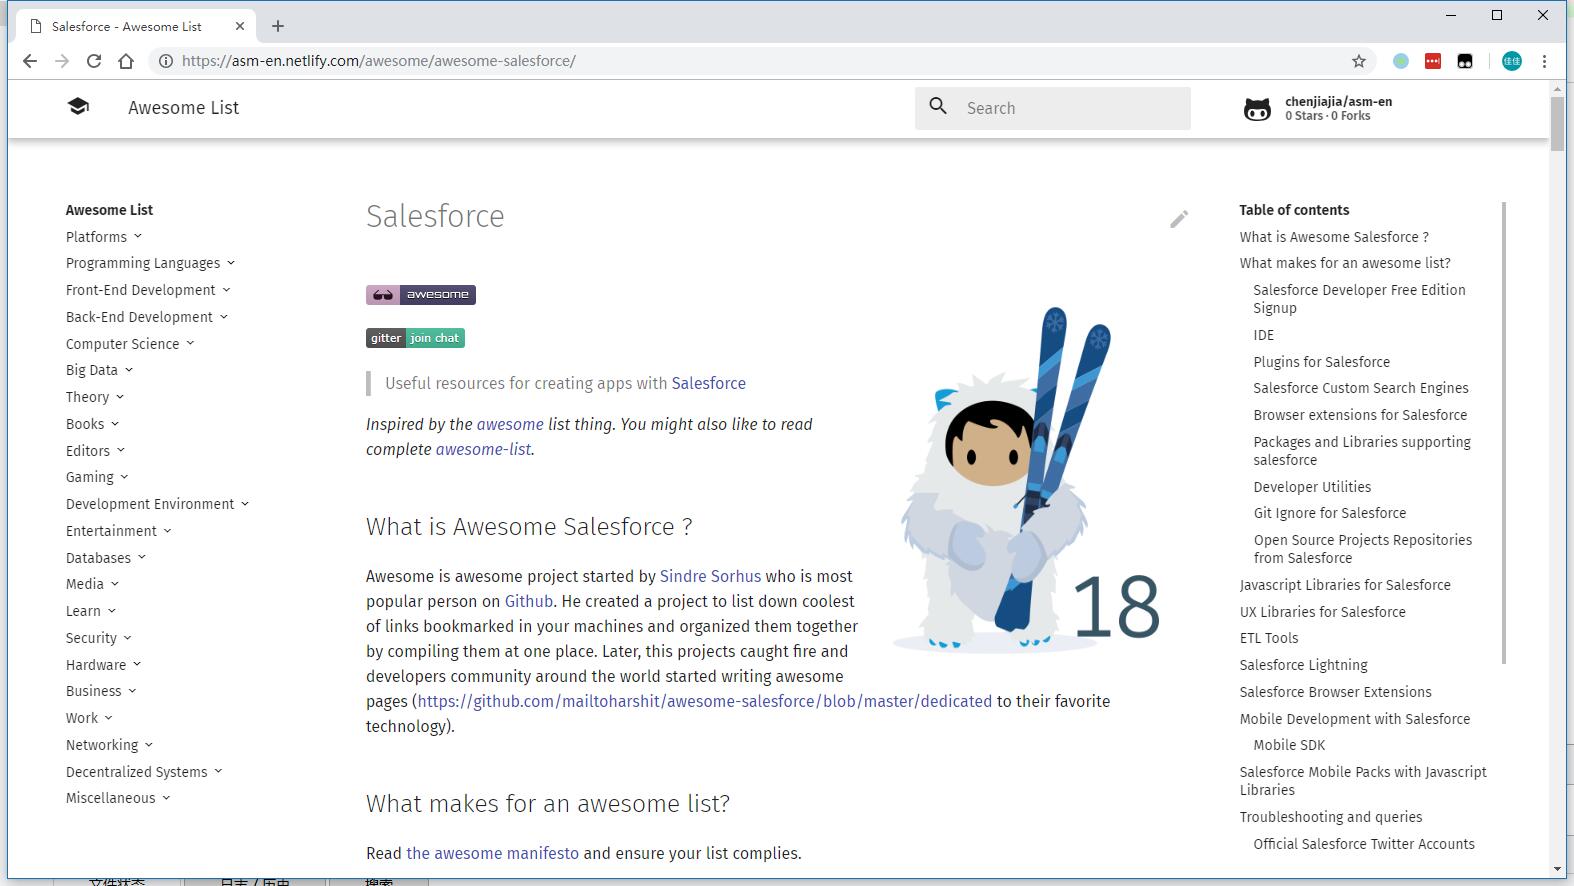 Salesforce - Awesome List
https://asm-en.netlify.com/awesome/awesome-salesforce/
佳佳
Awesome List
Search
chenjiajia/asm-en
0 Stars · 0 Forks
Awesome List
Platforms
Programming Languages
Front-End Development
Back-End Development
Computer Science
Big Data
Theory
Books
Editors
Gaming
Development Environment
Entertainment
Databases
Media
Learn
Security
Hardware
Business
Work
Networking
Decentralized Systems
Miscellaneous
Salesforce
awesome
gitter join chat
Useful resources for creating apps with Salesforce
Inspired by the awesome list thing. You might also like to read
complete awesome-list.
What is Awesome Salesforce ?
Awesome is awesome project started by Sindre Sorhus who is most
popular person on Github. He created a project to list down coolest
of links bookmarked in your machines and organized them together
by compiling them at one place. Later, this projects caught fire and
developers community around the world started writing awesome
pages (https://github.com/mailtoharshit/awesome-salesforce/blob/master/dedicated to their favorite
technology).
18
What makes for an awesome list?
Read the awesome manifesto and ensure your list complies.
Table of contents
What is Awesome Salesforce ?
What makes for an awesome list?
Salesforce Developer Free Edition
Signup
IDE
Plugins for Salesforce
Salesforce Custom Search Engines
Browser extensions for Salesforce
Packages and Libraries supporting
salesforce
Developer Utilities
Git Ignore for Salesforce
Open Source Projects Repositories
from Salesforce
Javascript Libraries for Salesforce
UX Libraries for Salesforce
ETL Tools
Salesforce Lightning
Salesforce Browser Extensions
Mobile Development with Salesforce
Mobile SDK
Salesforce Mobile Packs with Javascript
Libraries
Troubleshooting and queries
Official Salesforce Twitter Accounts
文件状态
日志 / 历史
搜索